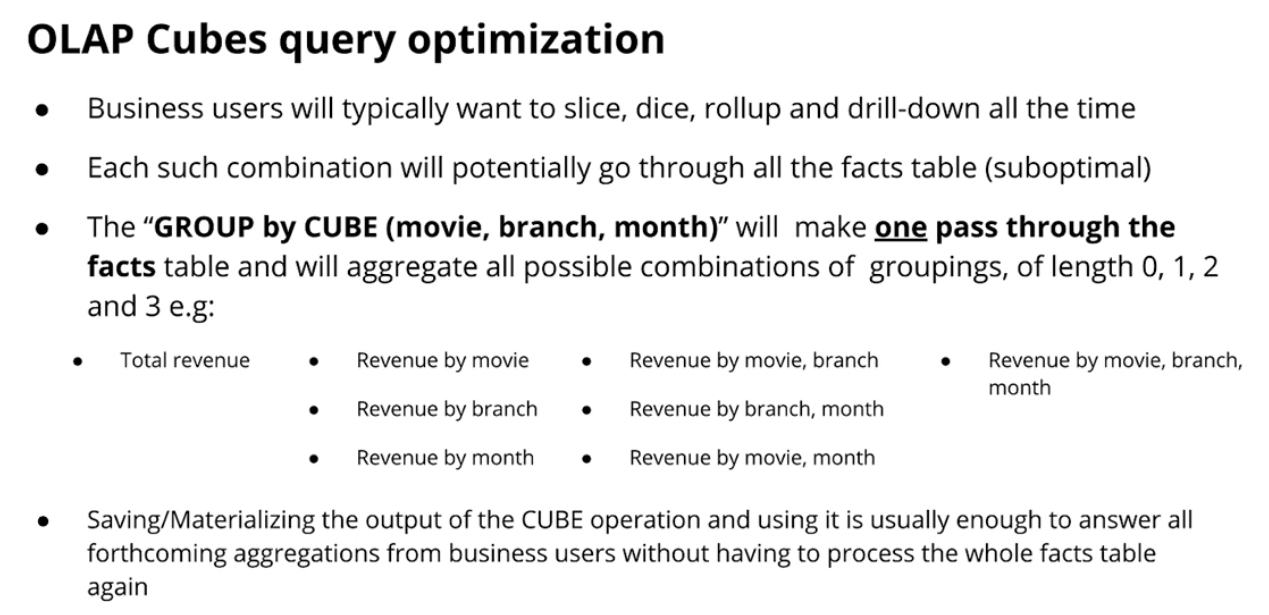 OLAP Cubes query optimization
● Business users will typically want to slice, dice, rollup and drill-down all the time
● Each such combination will potentially go through all the facts table (suboptimal)
● The “GROUP by CUBE (movie, branch, month)” will make one pass through the
facts table and will aggregate all possible combinations of groupings, of length 0, 1, 2
and 3 e.g:
● Total revenue
● Revenue by movie
● Revenue by branch
● Revenue by month
● Revenue by movie, branch
● Revenue by branch, month
● Revenue by movie, month
● Revenue by movie, branch,
month
● Saving/Materializing the output of the CUBE operation and using it is usually enough to answer all
forthcoming aggregations from business users without having to process the whole facts table
again